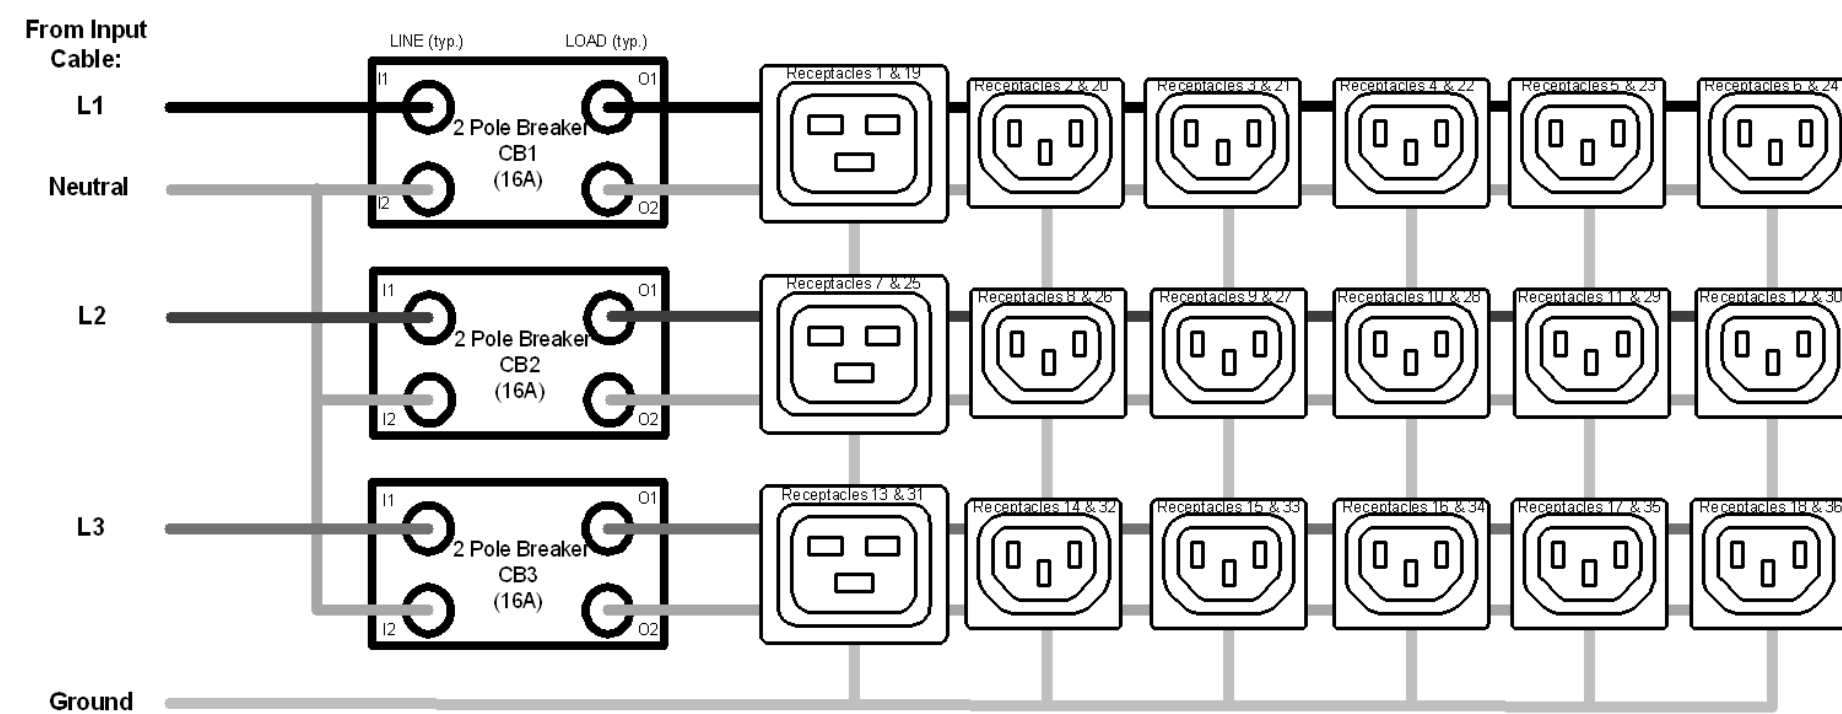 From Input
Cable:
LINE (typ.)
LOAD (typ.)
L1
I1
O1
2 Pole Breaker
CB1
(16A)
Neutral
I2
O2
Receptacles 1 & 19
Receptacles 2 & 20
Receptacles 3 & 21
Receptacles 4 & 22
Receptacles 5 & 23
Receptacles 6 & 24
L2
I1
O1
2 Pole Breaker
CB2
(16A)
I2
O2
Receptacles 7 & 25
Receptacles 8 & 26
Receptacles 9 & 27
Receptacles 10 & 28
Receptacles 11 & 29
Receptacles 12 & 30
L3
I1
O1
2 Pole Breaker
CB3
(16A)
I2
O2
Receptacles 13 & 31
Receptacles 14 & 32
Receptacles 15 & 33
Receptacles 16 & 34
Receptacles 17 & 35
Receptacles 18 & 36
Ground